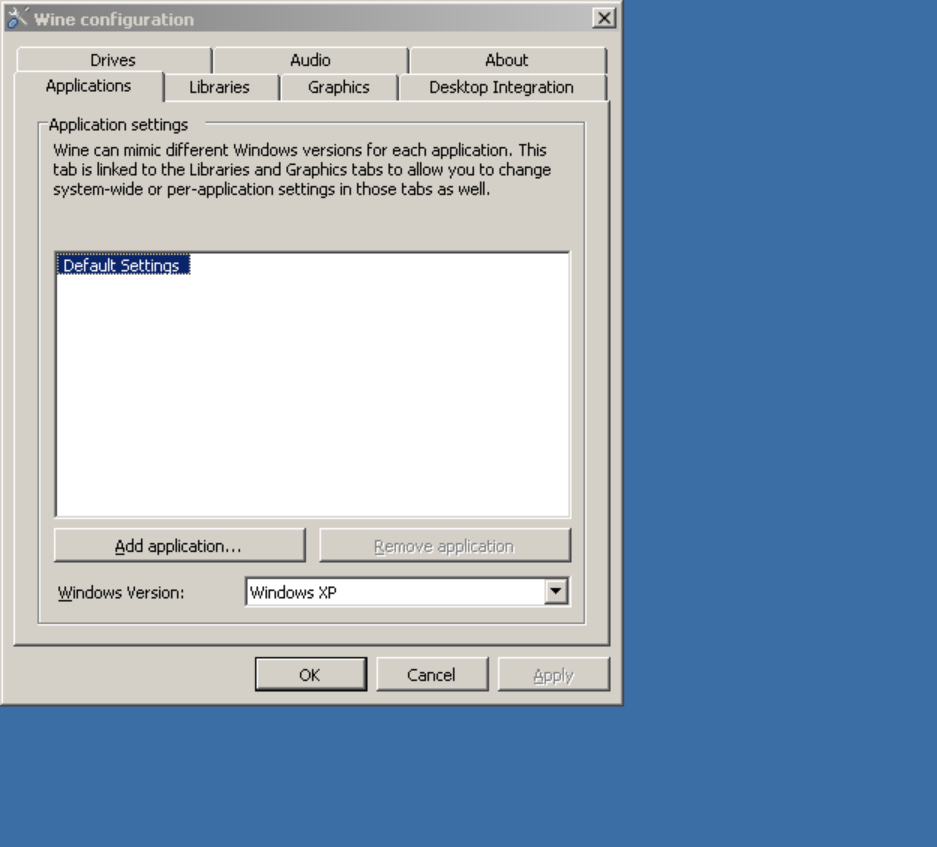 Wine configuration
Drives Audio About
Applications Libraries Graphics Desktop Integration
Application settings
Wine can mimic different Windows versions for each application. This
tab is linked to the Libraries and Graphics tabs to allow you to change
system-wide or per-application settings in those tabs as well.
Default Settings
Add application... Remove application
Windows Version: Windows XP
OK Cancel Apply